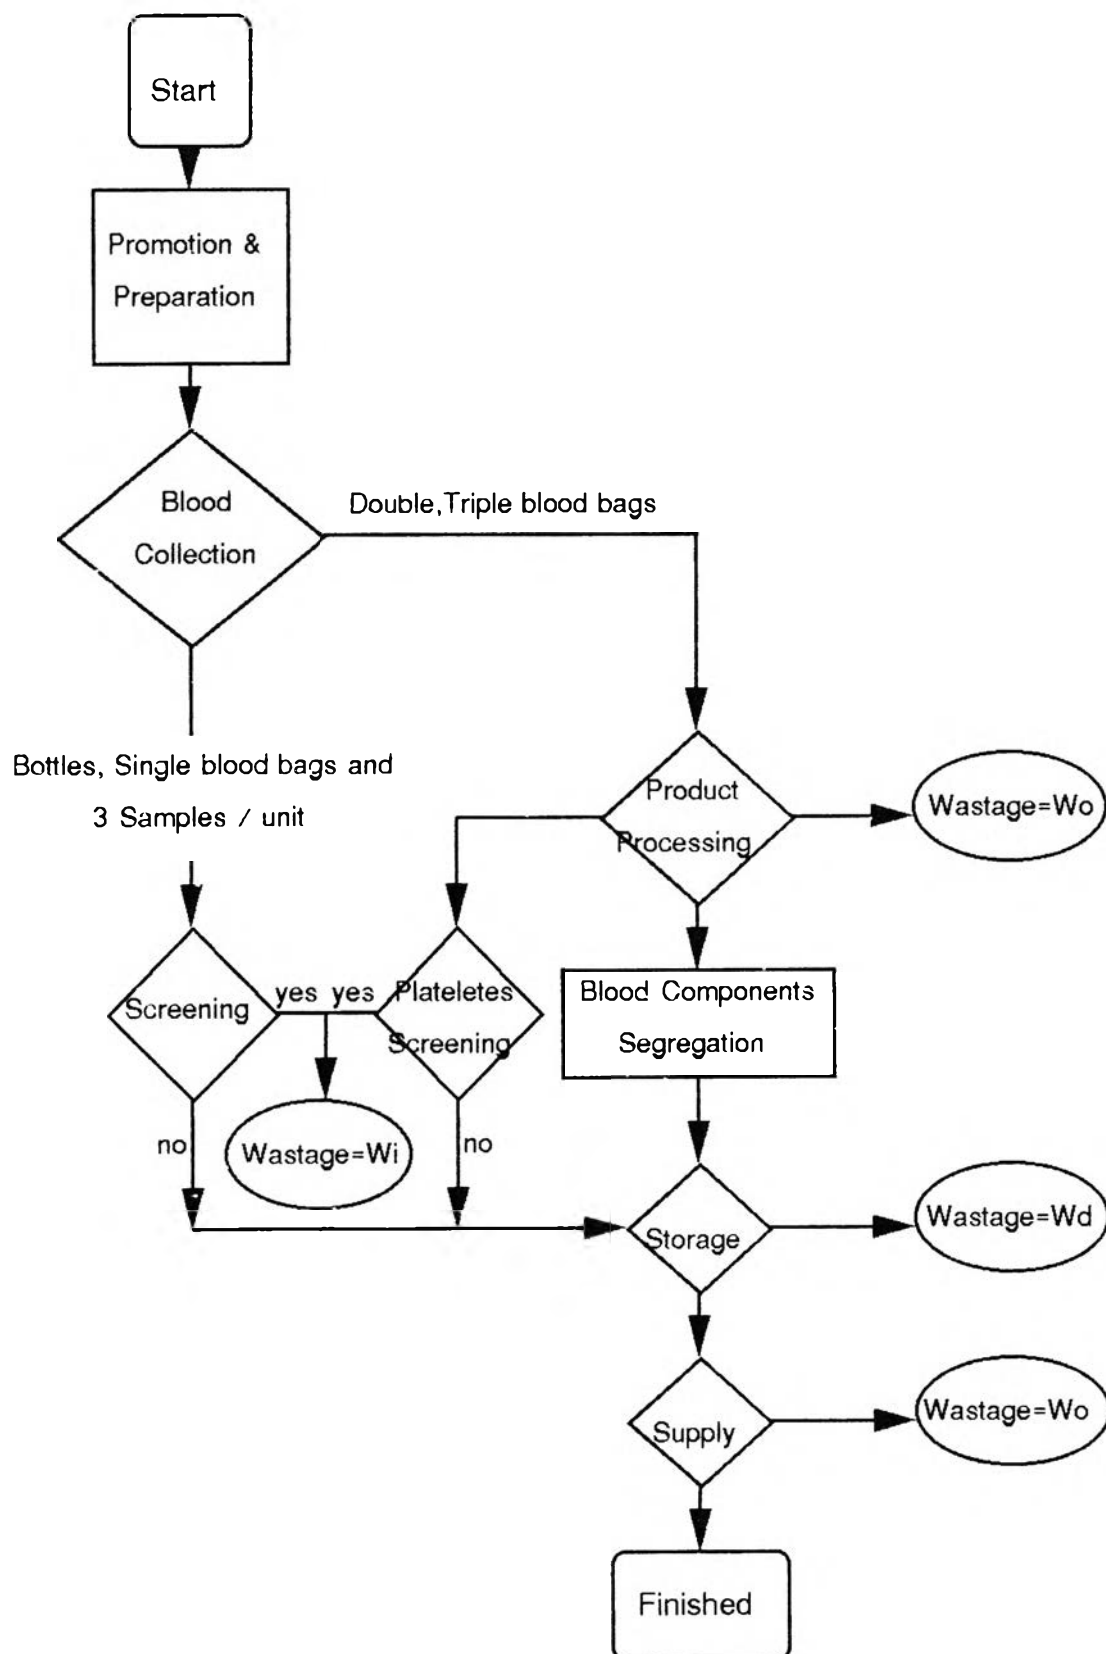 Start
Promotion &
Preparation
Blood
Collection
Double,Triple blood bags
Bottles, Single blood bags and
3 Samples / unit
Product
Processing
Wastage=Wo
Screening
yes yes
Plateletes
Screening
Blood Components
Segregation
no
Wastage=Wi
no
Storage
Wastage=Wd
Supply
Wastage=Wo
Finished